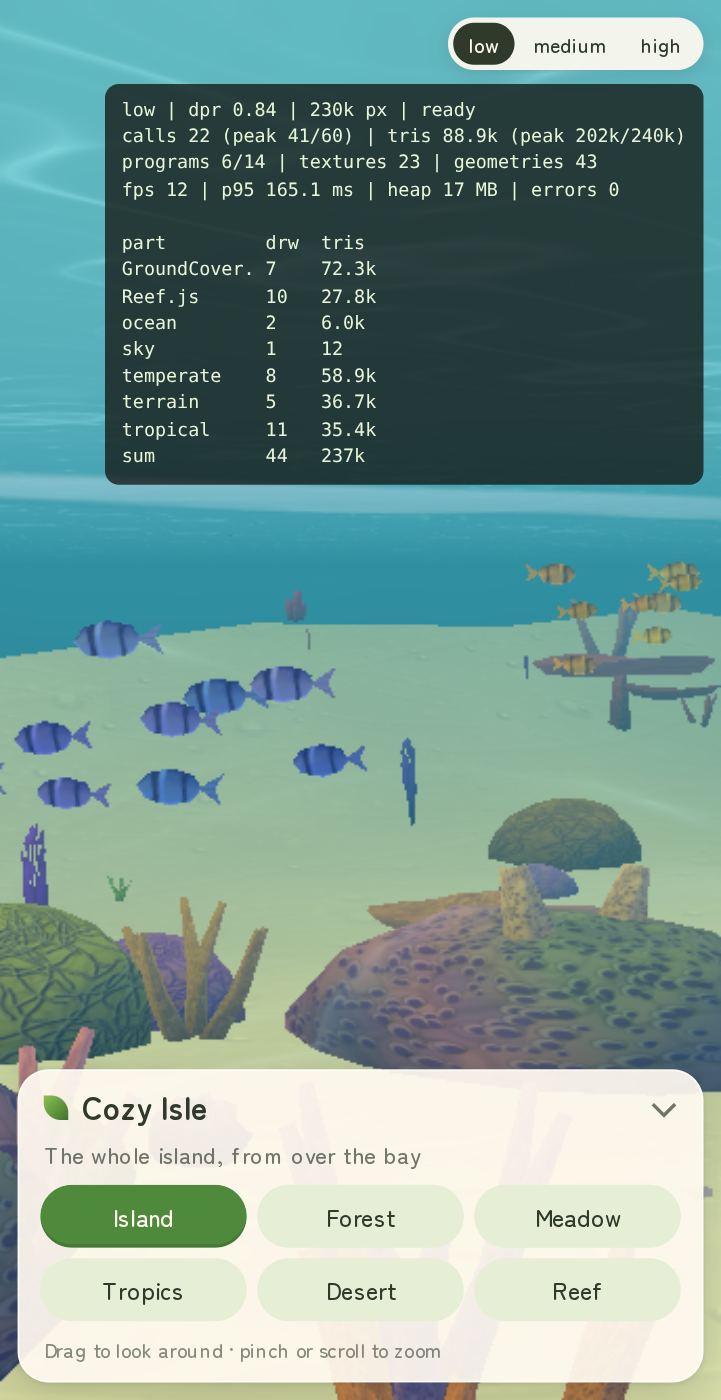 low medium high
low | dpr 0.84 | 230k px | ready
calls 22 (peak 41/60) | tris 88.9k (peak 202k/240k)
programs 6/14 | textures 23 | geometries 43
fps 12 | p95 165.1 ms | heap 17 MB | errors 0
part drw tris
GroundCover. 7 72.3k
Reef.js 10 27.8k
ocean 2 6.0k
sky 1 12
temperate 8 58.9k
terrain 5 36.7k
tropical 11 35.4k
sum 44 237k
Cozy Isle
The whole island, from over the bay
Island Forest Meadow
Tropics Desert Reef
Drag to look around · pinch or scroll to zoom